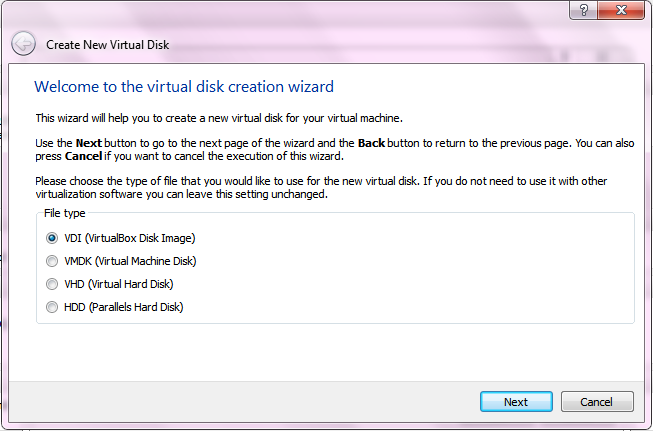 ?
Create New Virtual Disk
Welcome to the virtual disk creation wizard
This wizard will help you to create a new virtual disk for your virtual machine.
Use the Next button to go to the next page of the wizard and the Back button to return to the previous page. You can also
press Cancel if you want to cancel the execution of this wizard.
Please choose the type of file that you would like to use for the new virtual disk. If you do not need to use it with other
virtualization software you can leave this setting unchanged.
File type
VDI (VirtualBox Disk Image)
VMDK (Virtual Machine Disk)
VHD (Virtual Hard Disk)
HDD (Parallels Hard Disk)
Next Cancel